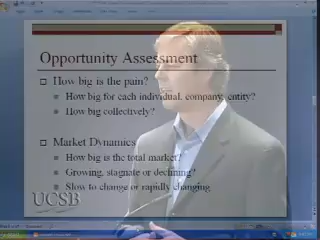 Opportunity Assessment
How big is the pain?
How big for each individual, company, entity?
How big collectively?
Market Dynamics
How big is the total market?
Growing, stagnate or declining?
Slow to change or rapidly changing
UCSB